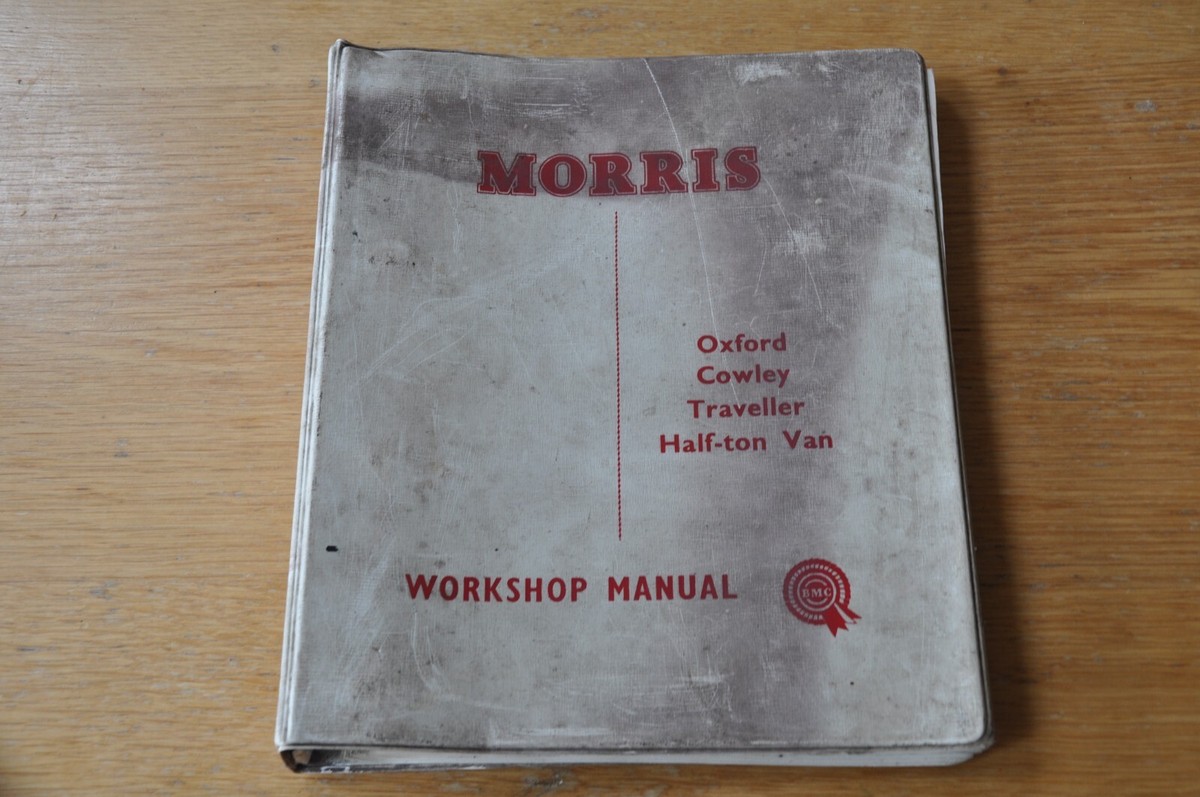 MORRIS
Oxford
Cowley
Traveller
Half-ton Van
WORKSHOP MANUAL
BMC